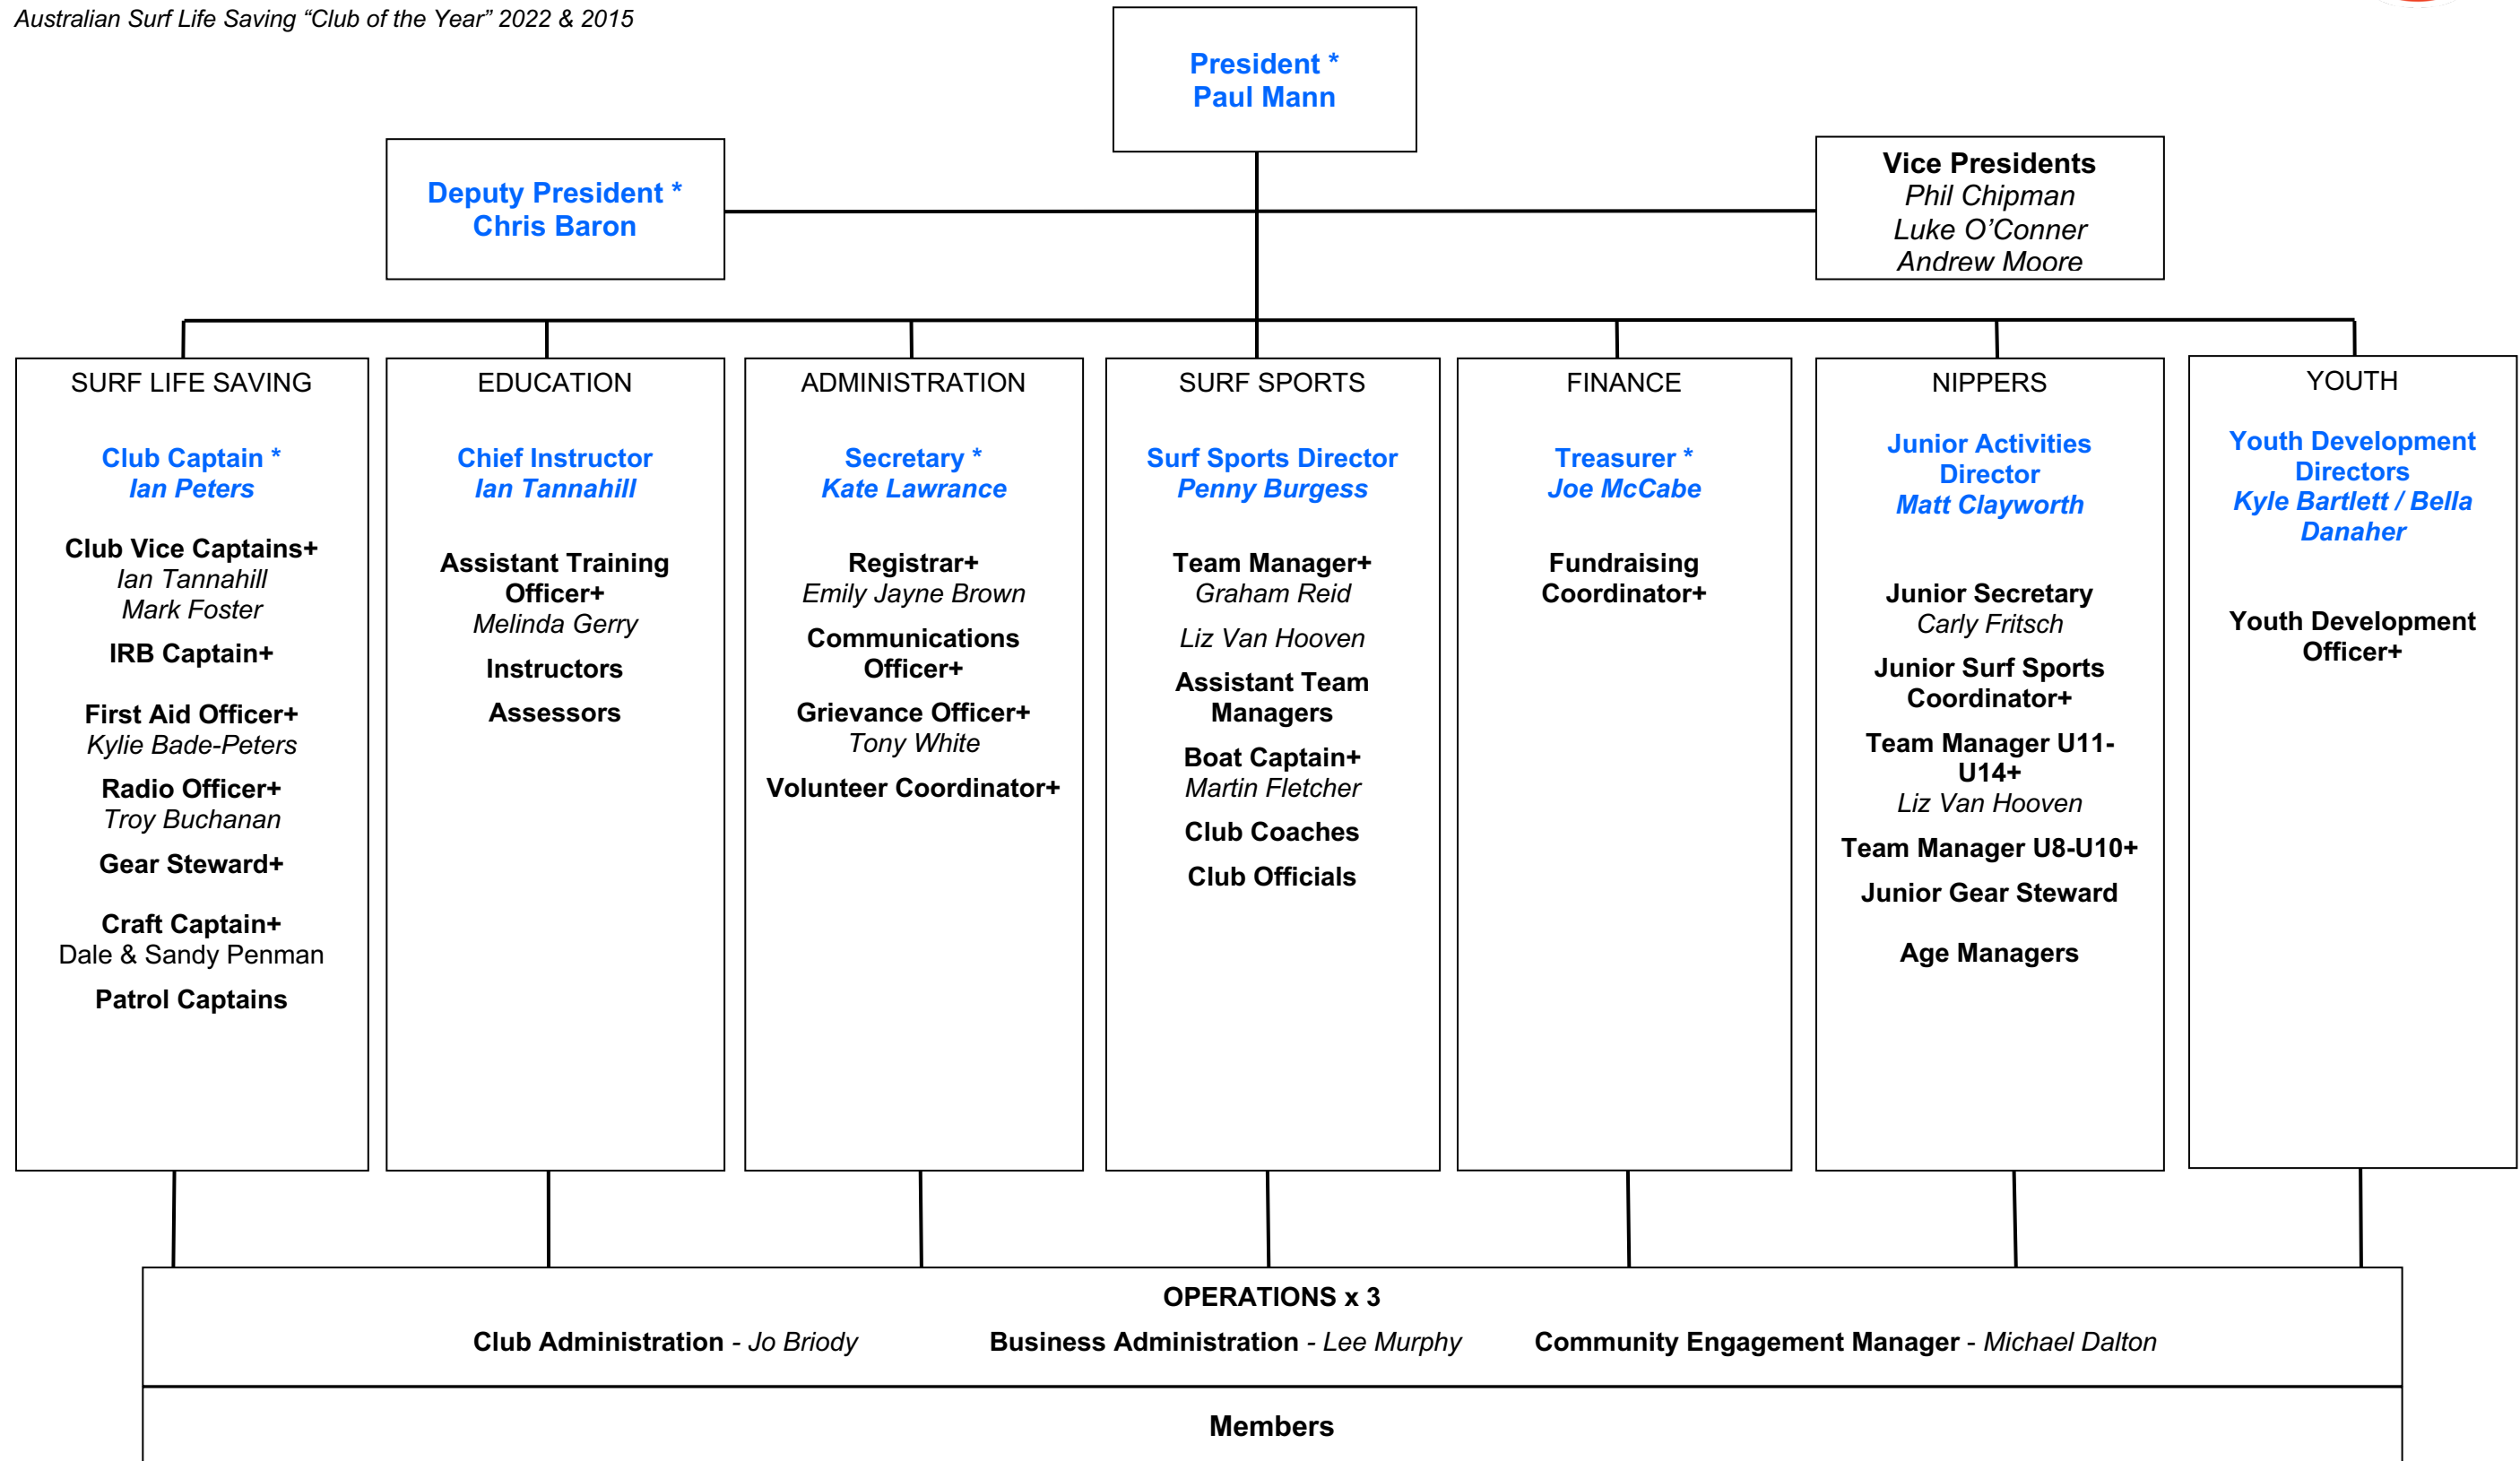 Australian Surf Life Saving “Club of the Year” 2022 & 2015
President *
Paul Mann
Deputy President *
Chris Baron
Vice Presidents
Phil Chipman
Luke O’Conner
Andrew Moore
SURF LIFE SAVING
Club Captain *
Ian Peters
Club Vice Captains+
Ian Tannahill
Mark Foster
IRB Captain+
First Aid Officer+
Kylie Bade-Peters
Radio Officer+
Troy Buchanan
Gear Steward+
Craft Captain+
Dale & Sandy Penman
Patrol Captains
EDUCATION
Chief Instructor
Ian Tannahill
Assistant Training
Officer+
Melinda Gerry
Instructors
Assessors
ADMINISTRATION
Secretary *
Kate Lawrance
Registrar+
Emily Jayne Brown
Communications
Officer+
Grievance Officer+
Tony White
Volunteer Coordinator+
SURF SPORTS
Surf Sports Director
Penny Burgess
Team Manager+
Graham Reid
Liz Van Hooven
Assistant Team
Managers
Boat Captain+
Martin Fletcher
Club Coaches
Club Officials
FINANCE
Treasurer *
Joe McCabe
Fundraising
Coordinator+
NIPPERS
Junior Activities
Director
Matt Clayworth
Junior Secretary
Carly Fritsch
Junior Surf Sports
Coordinator+
Team Manager U11-
U14+
Liz Van Hooven
Team Manager U8-U10+
Junior Gear Steward
Age Managers
YOUTH
Youth Development
Directors
Kyle Bartlett / Bella
Danaher
Youth Development
Officer+
OPERATIONS x 3
Club Administration - Jo Briody Business Administration - Lee Murphy Community Engagement Manager - Michael Dalton
Members